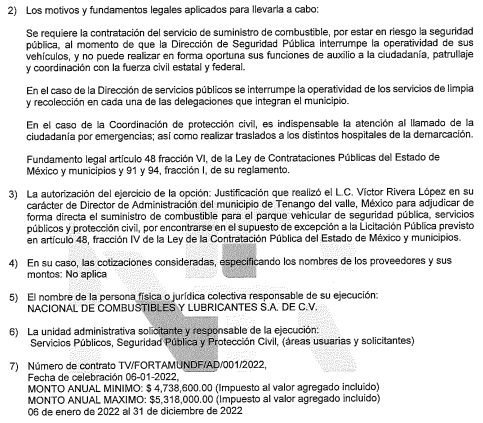 2) Los motivos y fundamentos legales aplicados para llevarla a cabo:
Se requiere la contratación del servicio de suministro de combustible, por estar en riesgo la seguridad
pública, al momento de que la Dirección de Seguridad Pública interrumpe la operatividad de sus
vehículos, y no puede realizar en forma oportuna sus funciones de auxilio a la ciudadanía, patrullaje
y coordinación con la fuerza civil estatal y federal.
En el caso de la Dirección de servicios públicos se interrumpe la operatividad de los servicios de limpia
y recolección en cada una de las delegaciones que integran el municipio.
En el caso de la Coordinación de protección civil, es indispensable la atención al llamado de la
ciudadanía por emergencias; así como realizar traslados a los distintos hospitales de la demarcación.
Fundamento legal artículo 48 fracción VI, de la Ley de Contrataciones Públicas del Estado de
México y municipios y 91 y 94, fracción I, de su reglamento.
3) La autorización del ejercicio de la opción: Justificación que realizó el L.C. Víctor Rivera López en su
carácter de Director de Administración del municipio de Tenango del valle, México para adjudicar de
forma directa el suministro de combustible para el parque vehicular de seguridad pública, servicios
públicos y protección civil, por encontrarse en el supuesto de excepción a la Licitación Pública previsto
en artículo 48, fracción IV de la Ley de la Contratación Pública del Estado de México y municipios.
4) En su caso, las cotizaciones consideradas, especificando los nombres de los proveedores y sus
montos: No aplica
5) El nombre de la persona física o jurídica colectiva responsable de su ejecución:
NACIONAL DE COMBUSTIBLES Y LUBRICANTES S.A. DE C.V.
6) La unidad administrativa solicitante y responsable de la ejecución:
Servicios Públicos, Seguridad Pública y Protección Civil, (áreas usuarias y solicitantes)
7) Número de contrato TV/FORTAMUNDF/AD/001/2022,
Fecha de celebración 06-01-2022,
MONTO ANUAL MINIMO: $ 4,738,600.00 (Impuesto al valor agregado incluido)
MONTO ANUAL MAXIMO: $5,318,000.00 (Impuesto al valor agregado incluido)
06 de enero de 2022 al 31 de diciembre de 2022